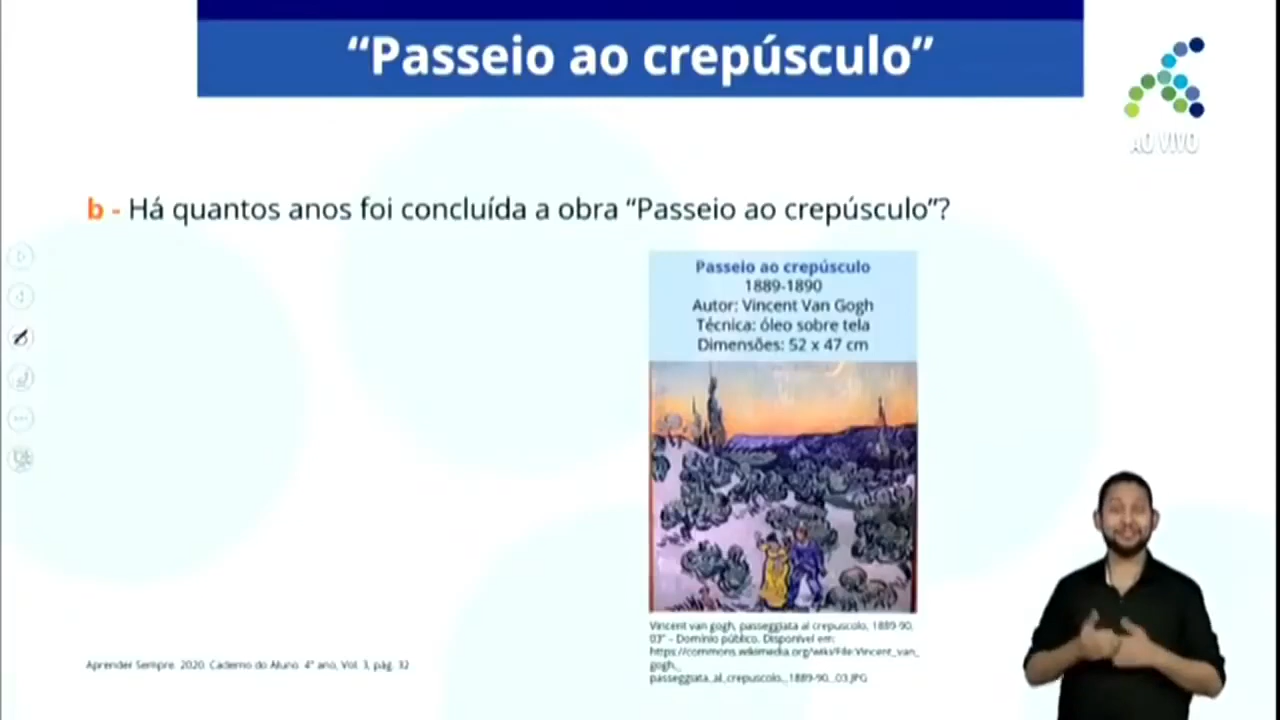 “Passeio ao crepúsculo”
AO VIVO
b - Há quantos anos foi concluída a obra “Passeio ao crepúsculo”?
Passeio ao crepúsculo
1889-1890
Autor: Vincent Van Gogh
Técnica: óleo sobre tela
Dimensões: 52 x 47 cm
Vincent van gogh, passeggiata al crepuscolo, 1889-90,
03” - Domínio público. Disponível em:
https://commons.wikimedia.org/wiki/File:Vincent_van_
gogh,_
passeggiata_al_crepuscolo,_1889-90,_03.JPG
Aprender Sempre. 2020. Caderno do Aluno. 4º ano, Vol. 3, pág. 32